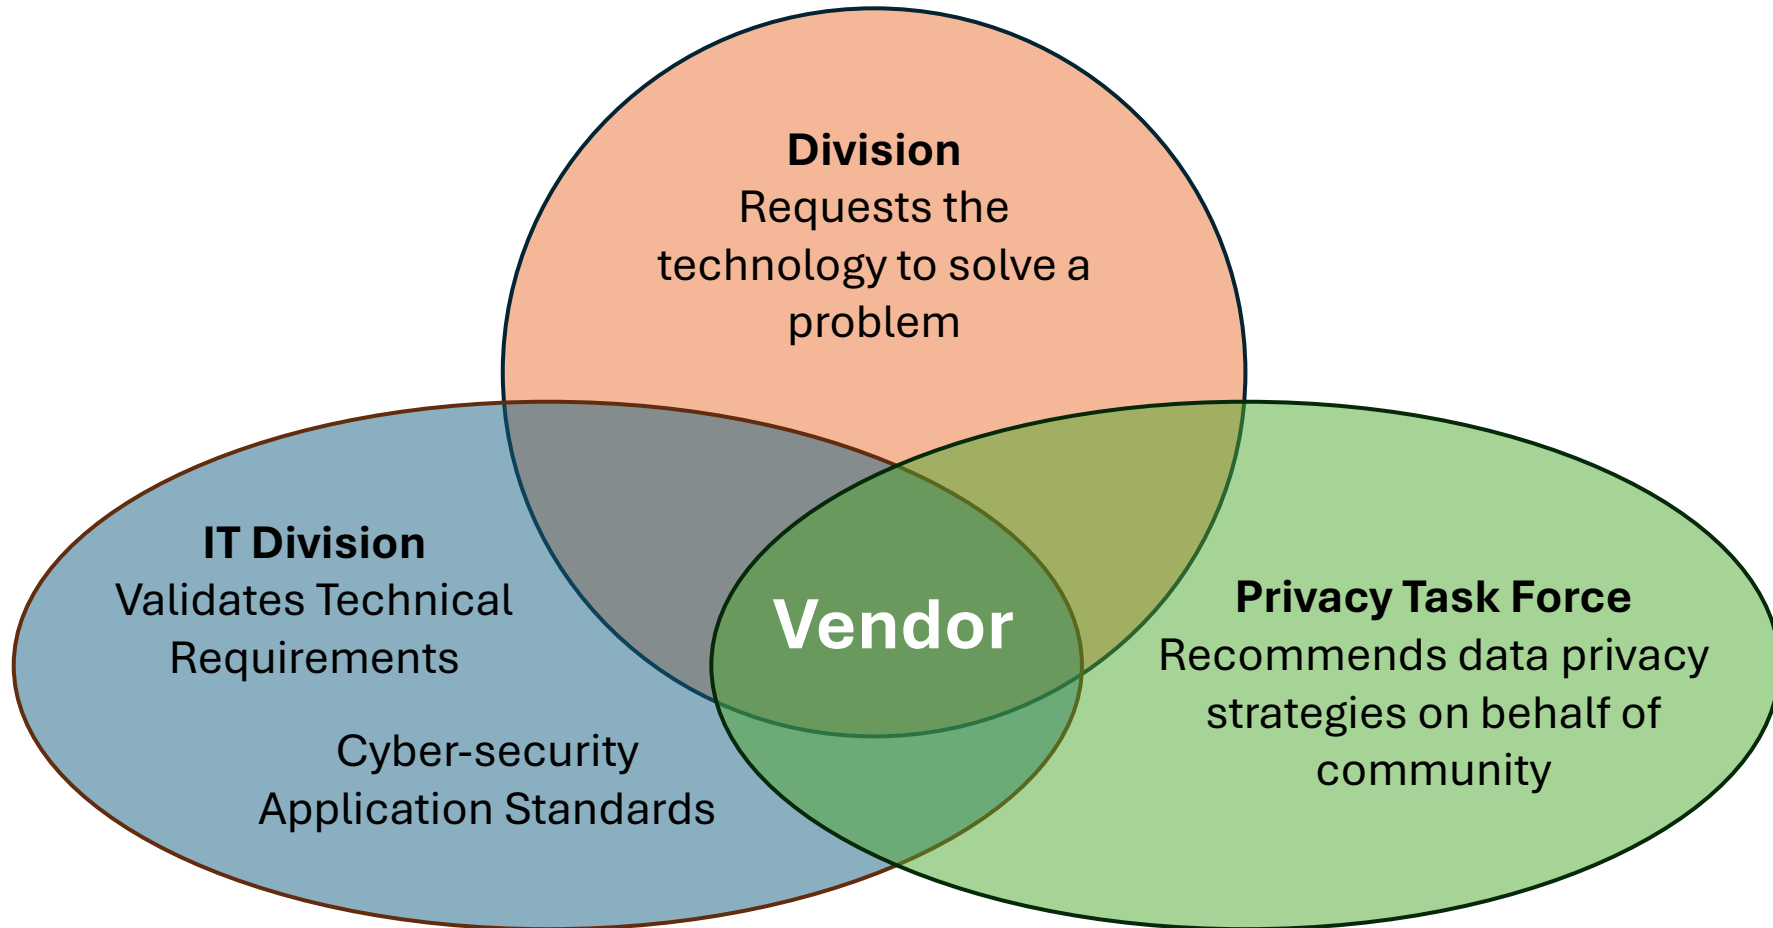 Division
Requests the
technology to solve a
problem
IT Division
Validates Technical
Requirements
Cyber-security
Application Standards
Vendor
Privacy Task Force
Recommends data privacy
strategies on behalf of
community